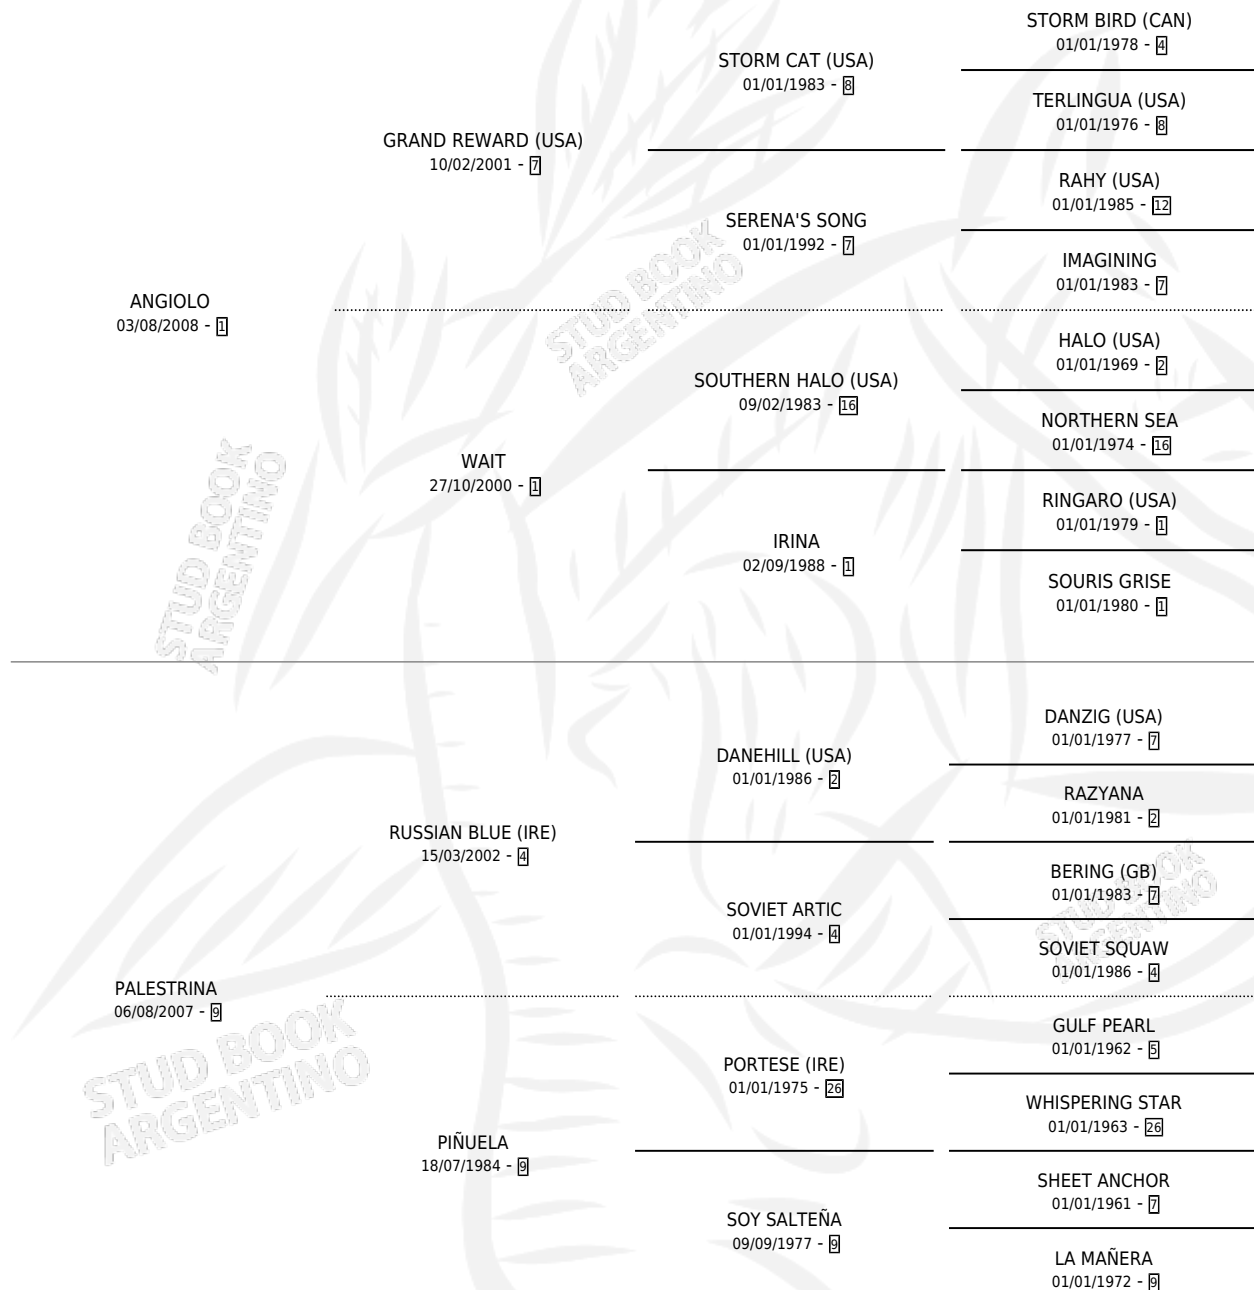 STORM BIRD (CAN)
01/01/1978 - 4
STORM CAT (USA)
01/01/1983 - 8
TERLINGUA (USA)
01/01/1976 - 8
GRAND REWARD (USA)
10/02/2001 - 7
RAHY (USA)
01/01/1985 - 12
SERENA'S SONG
01/01/1992 - 7
IMAGINING
01/01/1983 - 7
ANGIOLO
03/08/2008 - 1
HALO (USA)
01/01/1969 - 2
SOUTHERN HALO (USA)
09/02/1983 - 16
NORTHERN SEA
01/01/1974 - 16
WAIT
27/10/2000 - 1
RINGARO (USA)
01/01/1979 - 1
IRINA
02/09/1988 - 1
SOURIS GRISE
01/01/1980 - 1
STUD BOOK
ARGENTINO
STUD BOOK
ARGENTINO
DANZIG (USA)
01/01/1977 - 7
DANEHILL (USA)
01/01/1986 - 2
RAZYANA
01/01/1981 - 2
RUSSIAN BLUE (IRE)
15/03/2002 - 4
BERING (GB)
01/01/1983 - 7
SOVIET ARTIC
01/01/1994 - 4
SOVIET SQUAW
01/01/1986 - 4
PALESTRINA
06/08/2007 - 9
GULF PEARL
01/01/1962 - 5
PORTESE (IRE)
01/01/1975 - 26
WHISPERING STAR
01/01/1963 - 26
PIÑUELA
18/07/1984 - 9
SHEET ANCHOR
01/01/1961 - 7
SOY SALTEÑA
09/09/1977 - 9
LA MAÑERA
01/01/1972 - 9
STUD BOOK
ARGENTINO
STUD BOOK
ARGENTINO